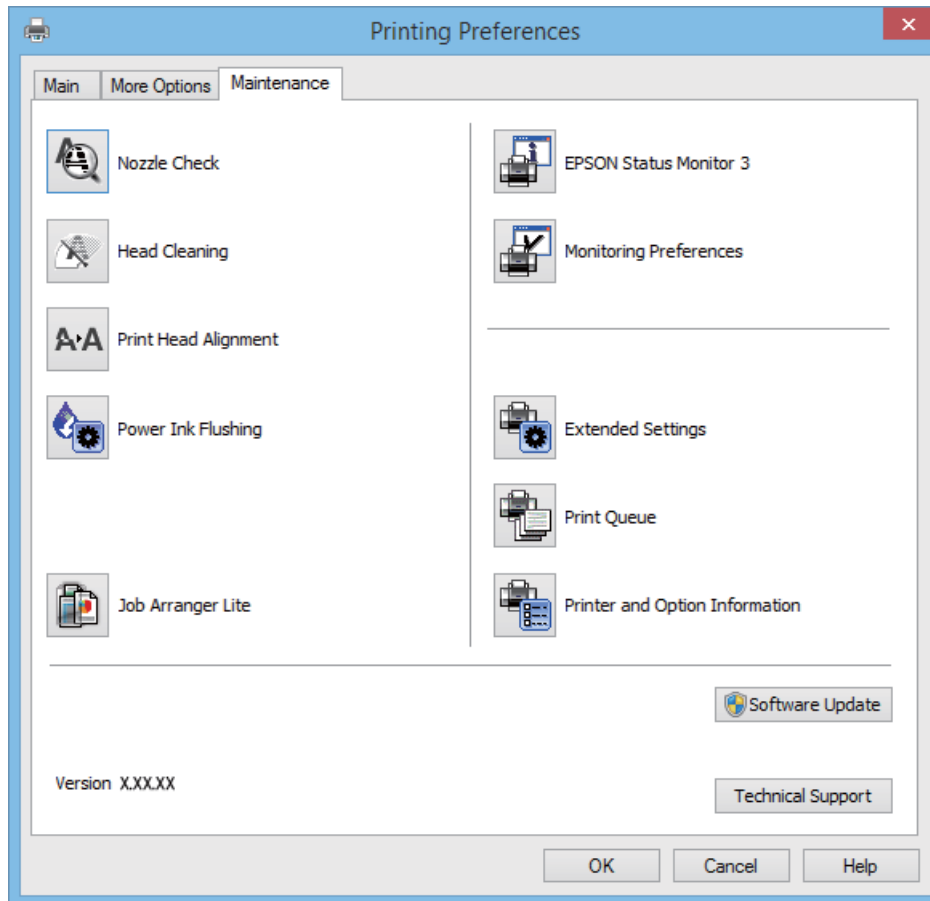 Printing Preferences
Main
More Options
Maintenance
Nozzle Check
Head Cleaning
Print Head Alignment
Power Ink Flushing
Job Arranger Lite
EPSON Status Monitor 3
Monitoring Preferences
Extended Settings
Print Queue
Printer and Option Information
Software Update
Version X.XX.XX
Technical Support
OK
Cancel
Help